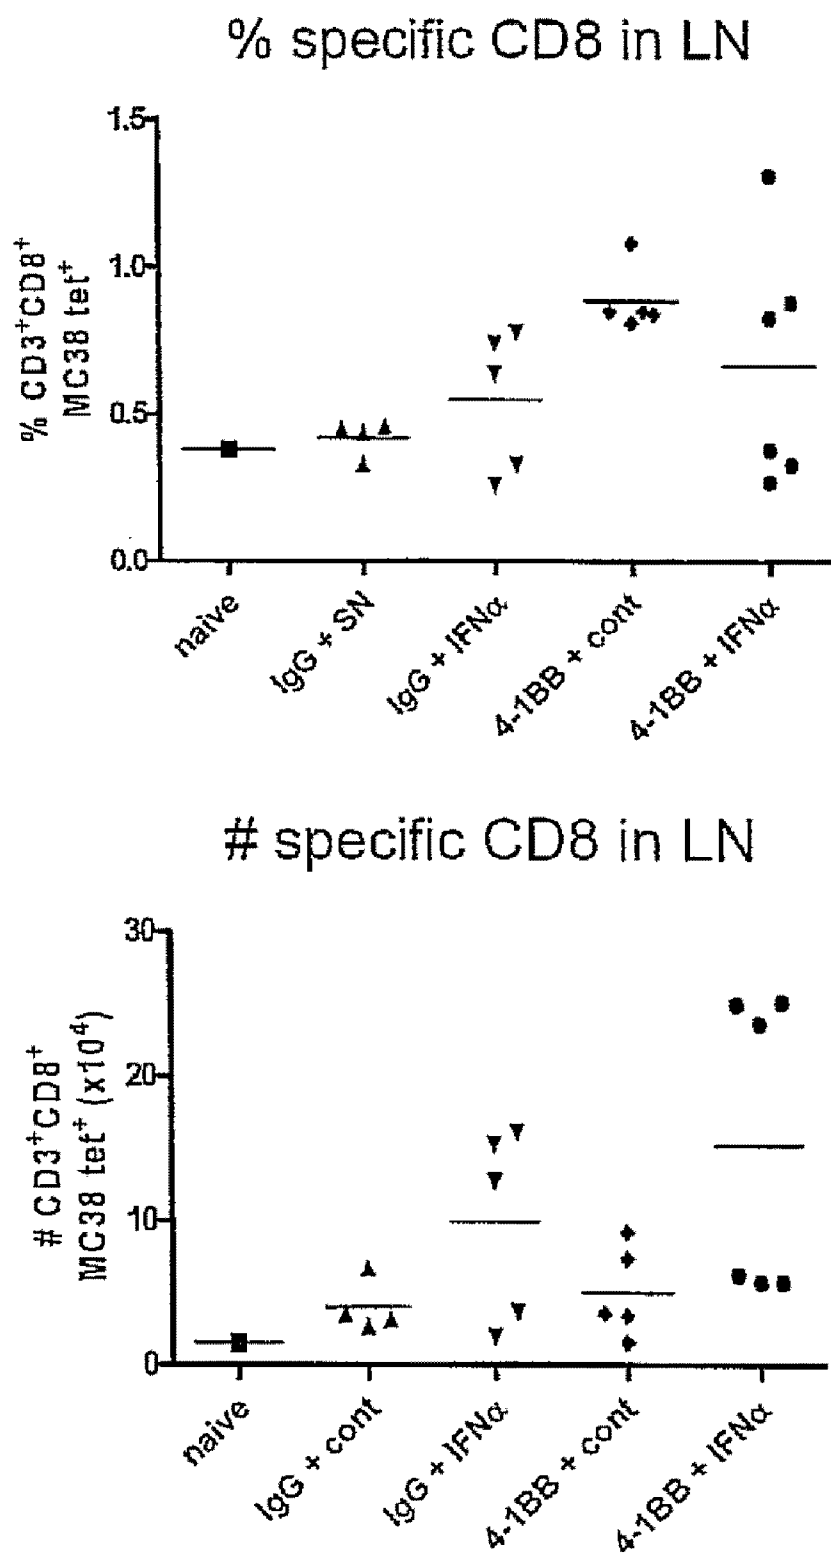 % specific CD8 in LN
% CD3⁺CD8⁺
MC38 tet⁺
1.5
1.0
0.5
0.0
naive
IgG + SN
IgG + IFNα
4-1BB + cont
4-1BB + IFNα
# specific CD8 in LN
# CD3⁺CD8⁺
MC38 tet⁺ (x10⁴)
30
20
10
0
naive
IgG + cont
IgG + IFNα
4-1BB + cont
4-1BB + IFNα